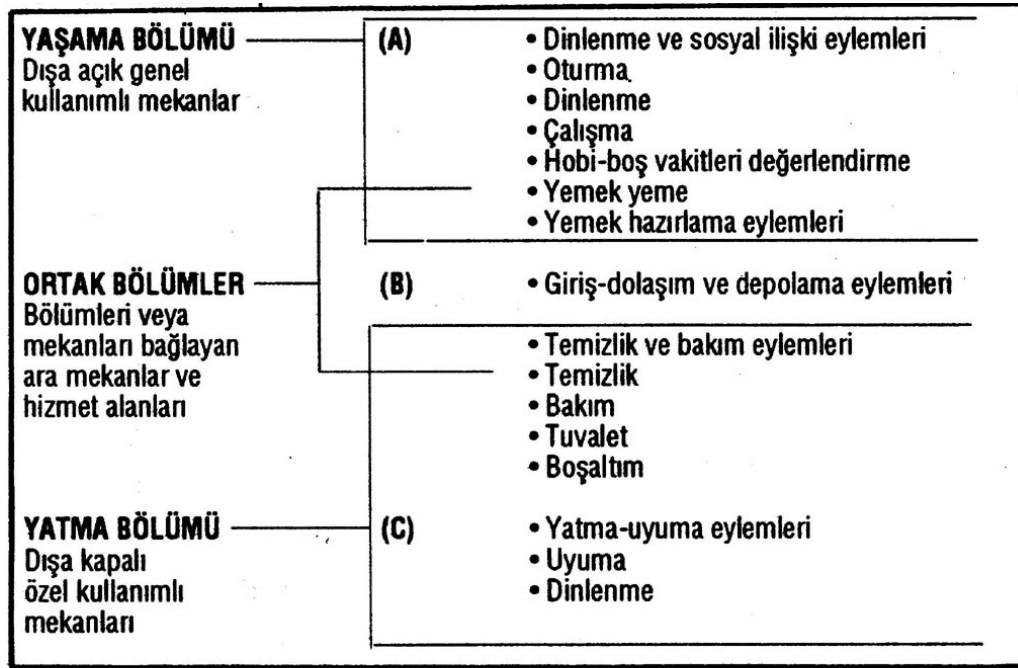 YAŞAMA BÖLÜMÜ
Dışa açık genel
kullanımlı mekanlar
(A)
• Dinlenme ve sosyal ilişki eylemleri
• Oturma
• Dinlenme
• Çalışma
• Hobi-boş vakitleri değerlendirme
• Yemek yeme
• Yemek hazırlama eylemleri
ORTAK BÖLÜMLER
Bölümleri veya
mekanları bağlayan
ara mekanlar ve
hizmet alanları
(B)
• Giriş-dolaşım ve depolama eylemleri
• Temizlik ve bakım eylemleri
• Temizlik
• Bakım
• Tuvalet
• Boşaltım
YATMA BÖLÜMÜ
Dışa kapalı
özel kullanımlı
mekanları
(C)
• Yatma-uyuma eylemleri
• Uyuma
• Dinlenme